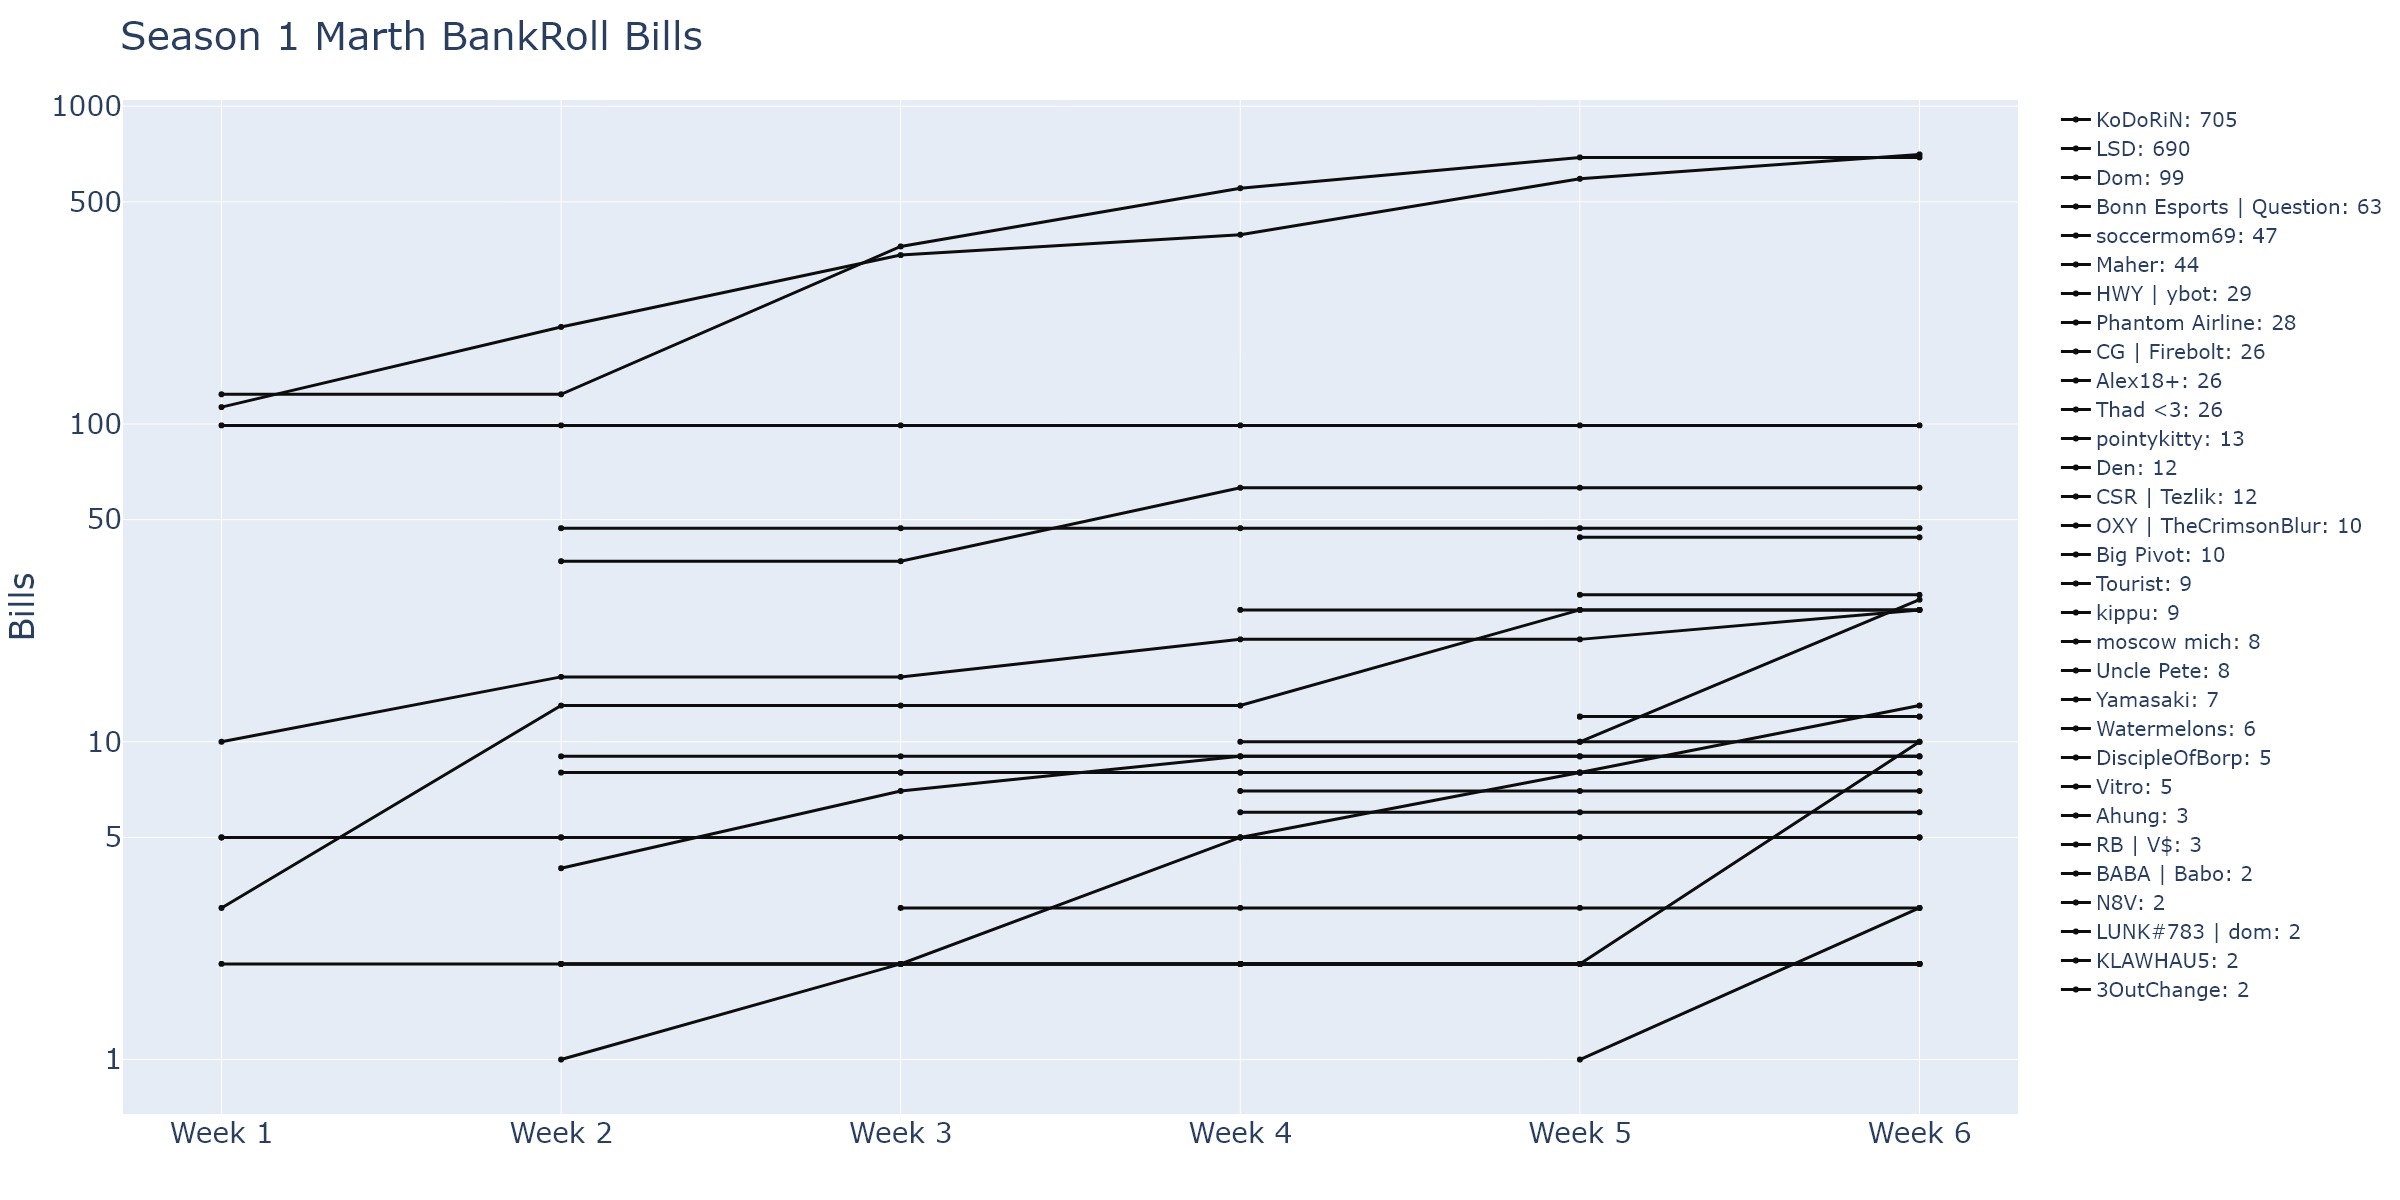 Season 1 Marth BankRoll Bills
1000
500
100
50
10
5
1
Bills
Week 1
Week 2
Week 3
Week 4
Week 5
Week 6
KoDoRiN: 705
LSD: 690
Dom: 99
Bonn Esports | Question: 63
soccermom69: 47
Maher: 44
HWY | ybot: 29
Phantom Airline: 28
CG | Firebolt: 26
Alex18+: 26
Thad <3: 26
pointykitty: 13
Den: 12
CSR | Tezlik: 12
OXY | TheCrimsonBlur: 10
Big Pivot: 10
Tourist: 9
kippu: 9
moscow mich: 8
Uncle Pete: 8
Yamasaki: 7
Watermelons: 6
DiscipleOfBorp: 5
Vitro: 5
Ahung: 3
RB | V$: 3
BABA | Babo: 2
N8V: 2
LUNK#783 | dom: 2
KLAWHAU5: 2
3OutChange: 2